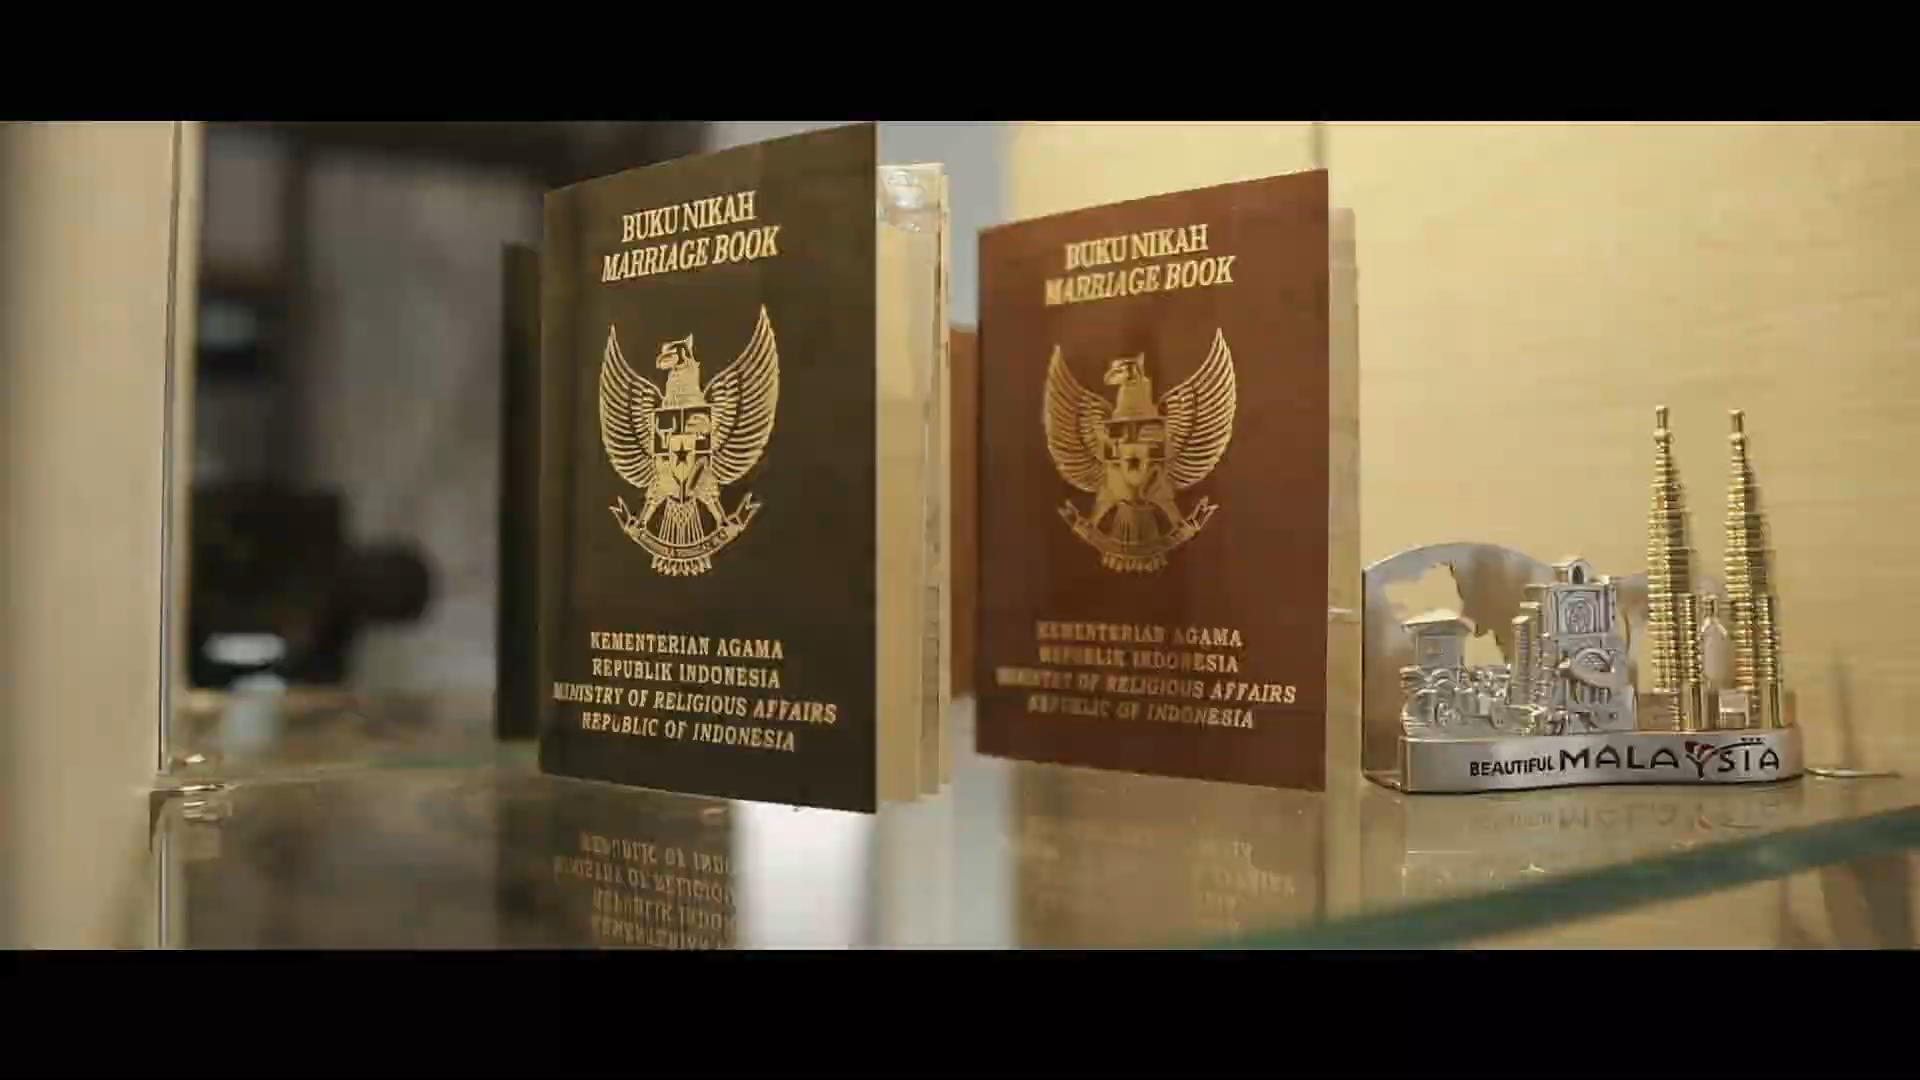 BUKU NIKAH
MARRIAGE BOOK
KEMENTERIAN AGAMA
REPUBLIK INDONESIA
MINISTRY OF RELIGIOUS AFFAIRS
REPUBLIC OF INDONESIA
BUKU NIKAH
MARRIAGE BOOK
KEMENTERIAN AGAMA
REPUBLIK INDONESIA
MINISTRY OF RELIGIOUS AFFAIRS
REPUBLIC OF INDONESIA
BEAUTIFUL MALAYSIA